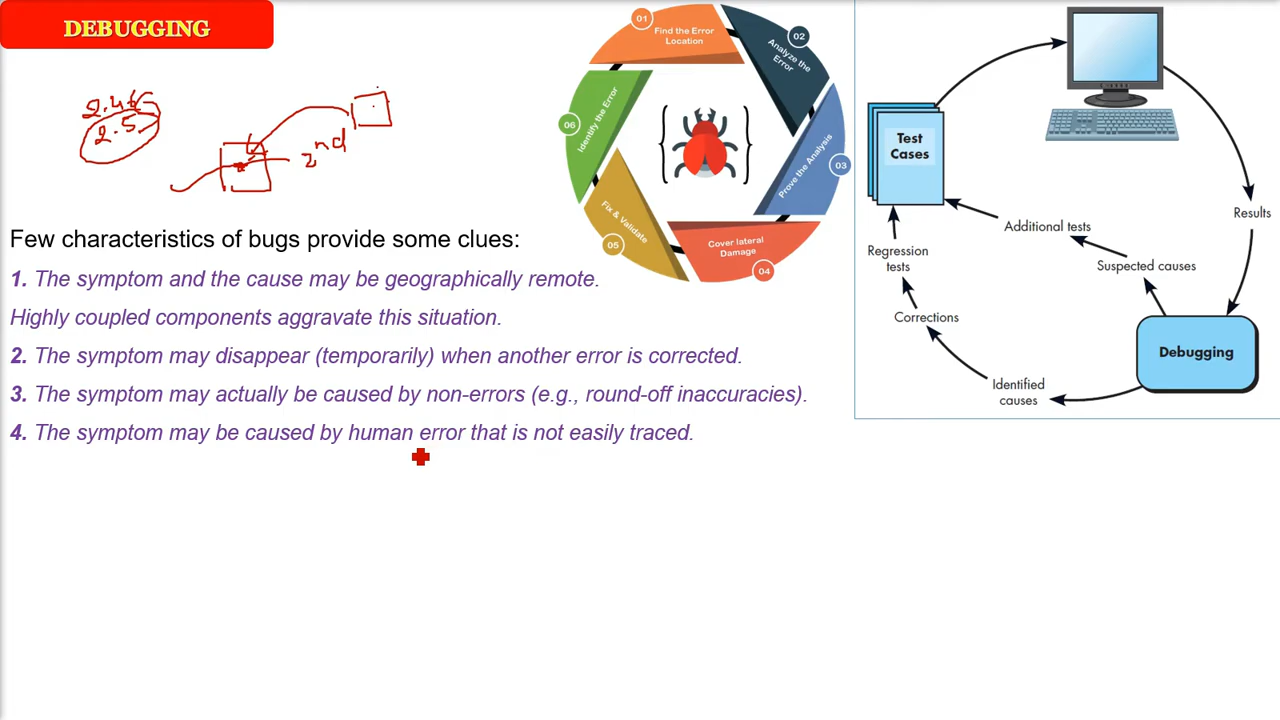 DEBUGGING
2.46
2.5
2nd
Few characteristics of bugs provide some clues:
1. The symptom and the cause may be geographically remote.
Highly coupled components aggravate this situation.
2. The symptom may disappear (temporarily) when another error is corrected.
3. The symptom may actually be caused by non-errors (e.g., round-off inaccuracies).
4. The symptom may be caused by human error that is not easily traced.
01
Find the Error
Location
02
Analyze the
Error
03
Prove the Analysis
04
Cover lateral
Damage
05
Fix & Validate
06
Identify the Error
Test
Cases
Results
Additional tests
Suspected causes
Regression
tests
Corrections
Identified
causes
Debugging